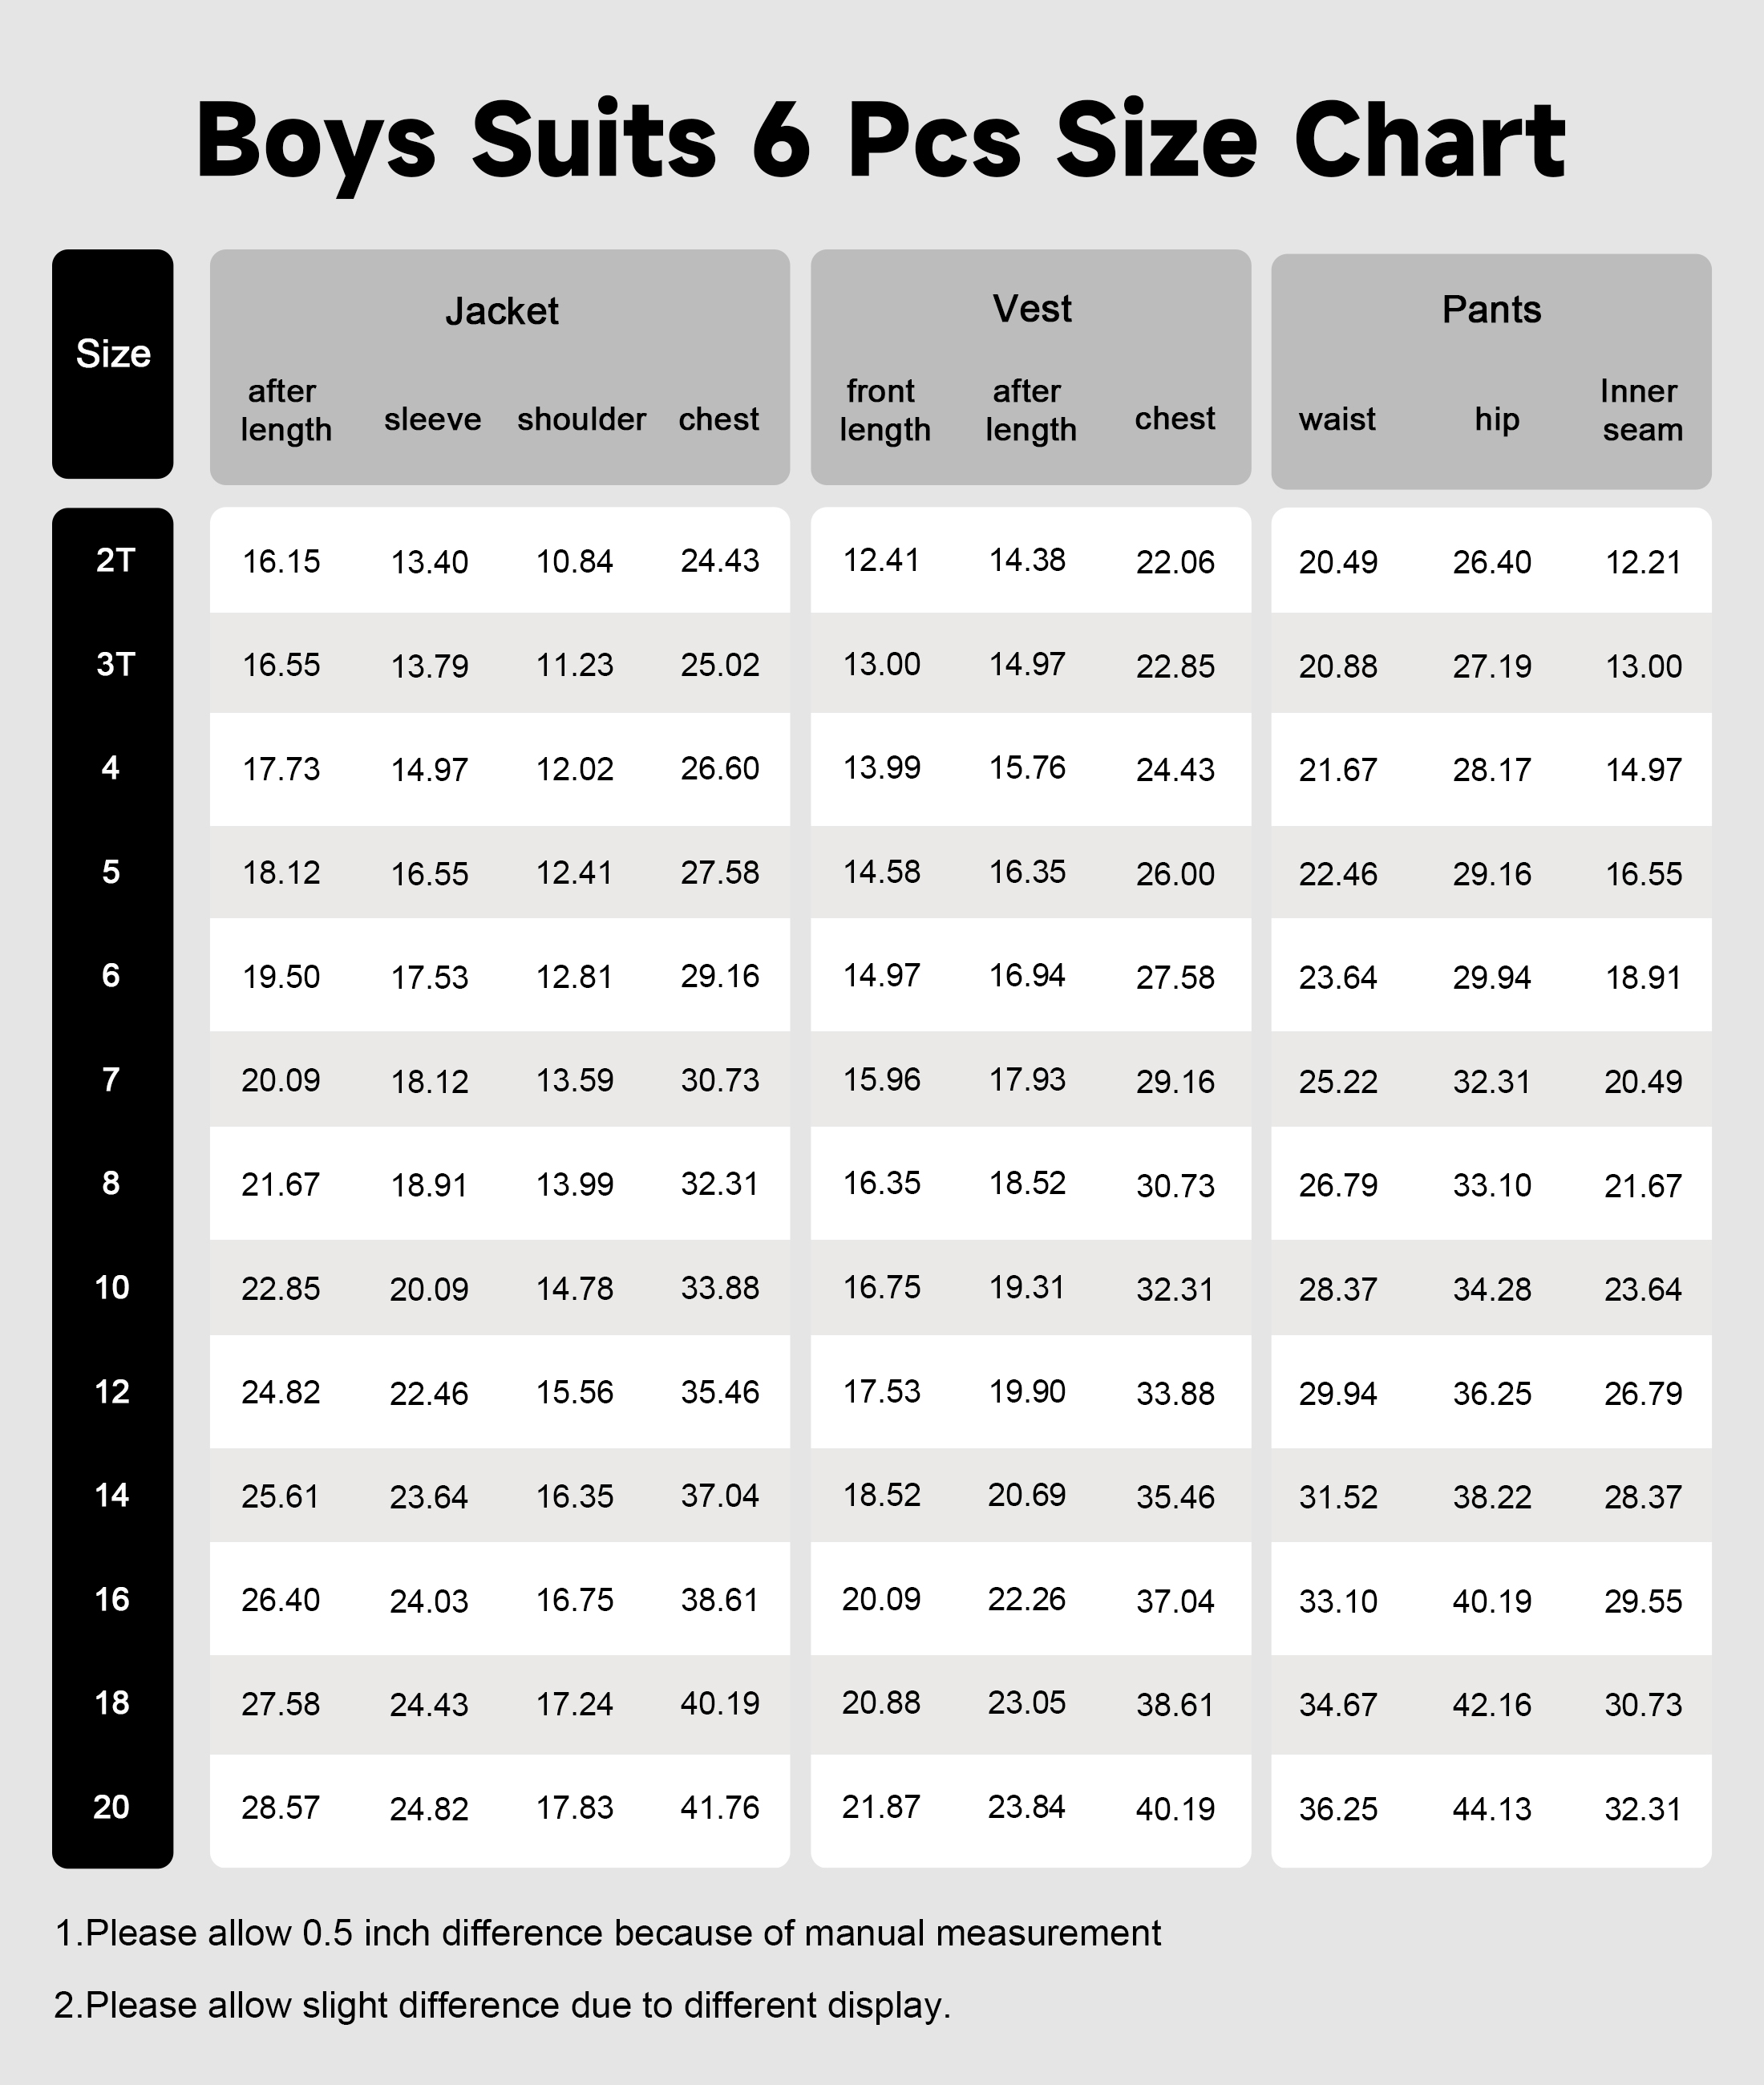 Boys Suits 6 Pcs Size Chart
Size
Jacket
Vest
Pants
after length sleeve shoulder chest front length after length chest waist hip Inner seam
2T 16.15 13.40 10.84 24.43 12.41 14.38 22.06 20.49 26.40 12.21
3T 16.55 13.79 11.23 25.02 13.00 14.97 22.85 20.88 27.19 13.00
4 17.73 14.97 12.02 26.60 13.99 15.76 24.43 21.67 28.17 14.97
5 18.12 16.55 12.41 27.58 14.58 16.35 26.00 22.46 29.16 16.55
6 19.50 17.53 12.81 29.16 14.97 16.94 27.58 23.64 29.94 18.91
7 20.09 18.12 13.59 30.73 15.96 17.93 29.16 25.22 32.31 20.49
8 21.67 18.91 13.99 32.31 16.35 18.52 30.73 26.79 33.10 21.67
10 22.85 20.09 14.78 33.88 16.75 19.31 32.31 28.37 34.28 23.64
12 24.82 22.46 15.56 35.46 17.53 19.90 33.88 29.94 36.25 26.79
14 25.61 23.64 16.35 37.04 18.52 20.69 35.46 31.52 38.22 28.37
16 26.40 24.03 16.75 38.61 20.09 22.26 37.04 33.10 40.19 29.55
18 27.58 24.43 17.24 40.19 20.88 23.05 38.61 34.67 42.16 30.73
20 28.57 24.82 17.83 41.76 21.87 23.84 40.19 36.25 44.13 32.31
1.Please allow 0.5 inch difference because of manual measurement
2.Please allow slight difference due to different display.